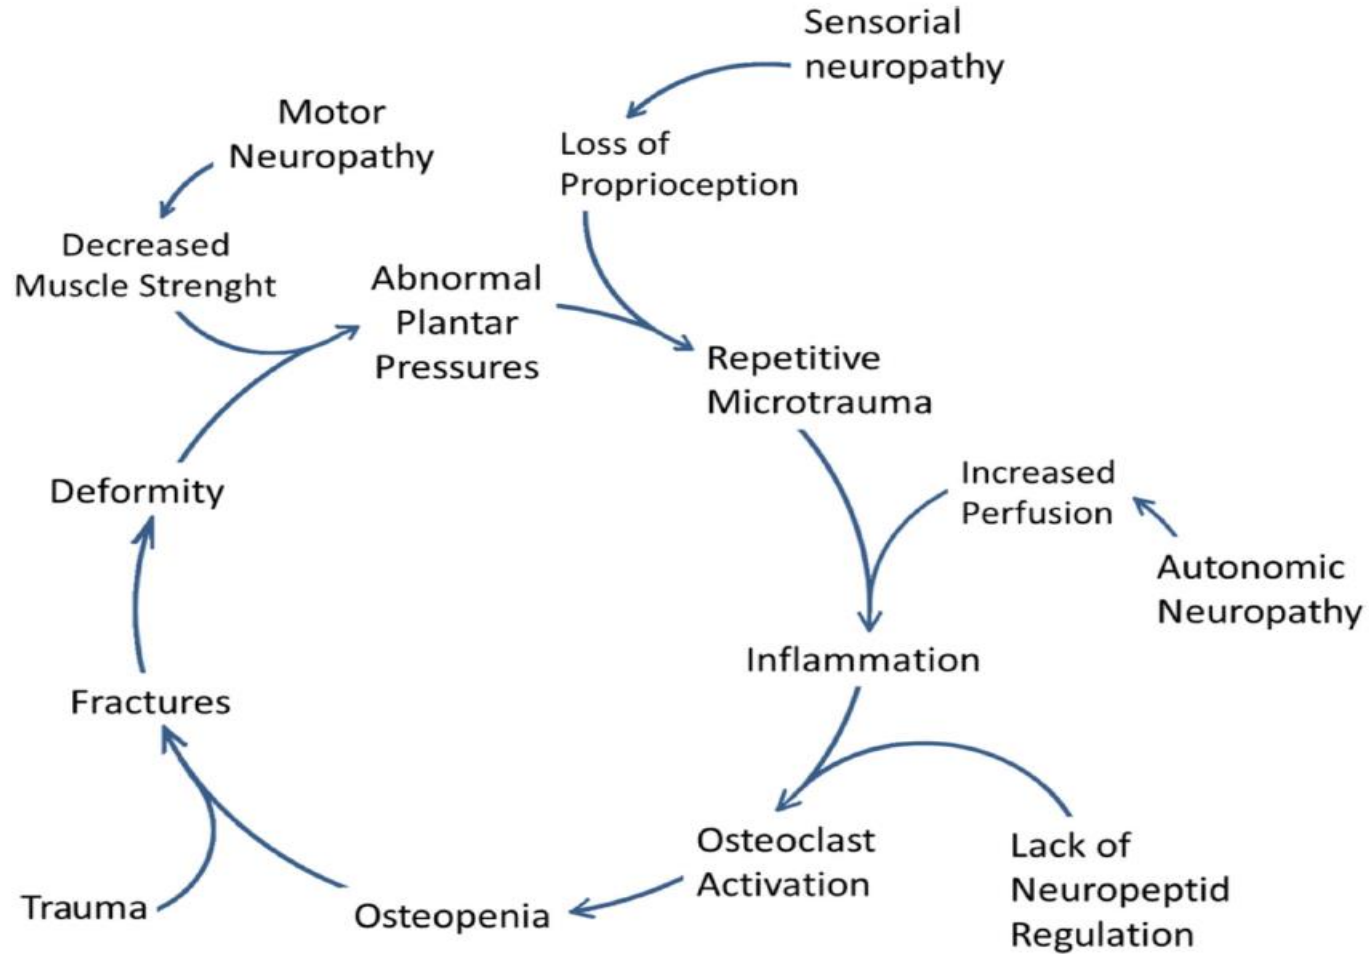 Sensorial
neuropathy
Motor
Neuropathy
Loss of
Proprioception
Decreased
Muscle Strenght
Abnormal
Plantar
Pressures
Repetitive
Microtrauma
Increased
Perfusion
Deformity
Autonomic
Neuropathy
Inflammation
Fractures
Osteoclast
Activation
Lack of
Neuropeptid
Regulation
Trauma
Osteopenia